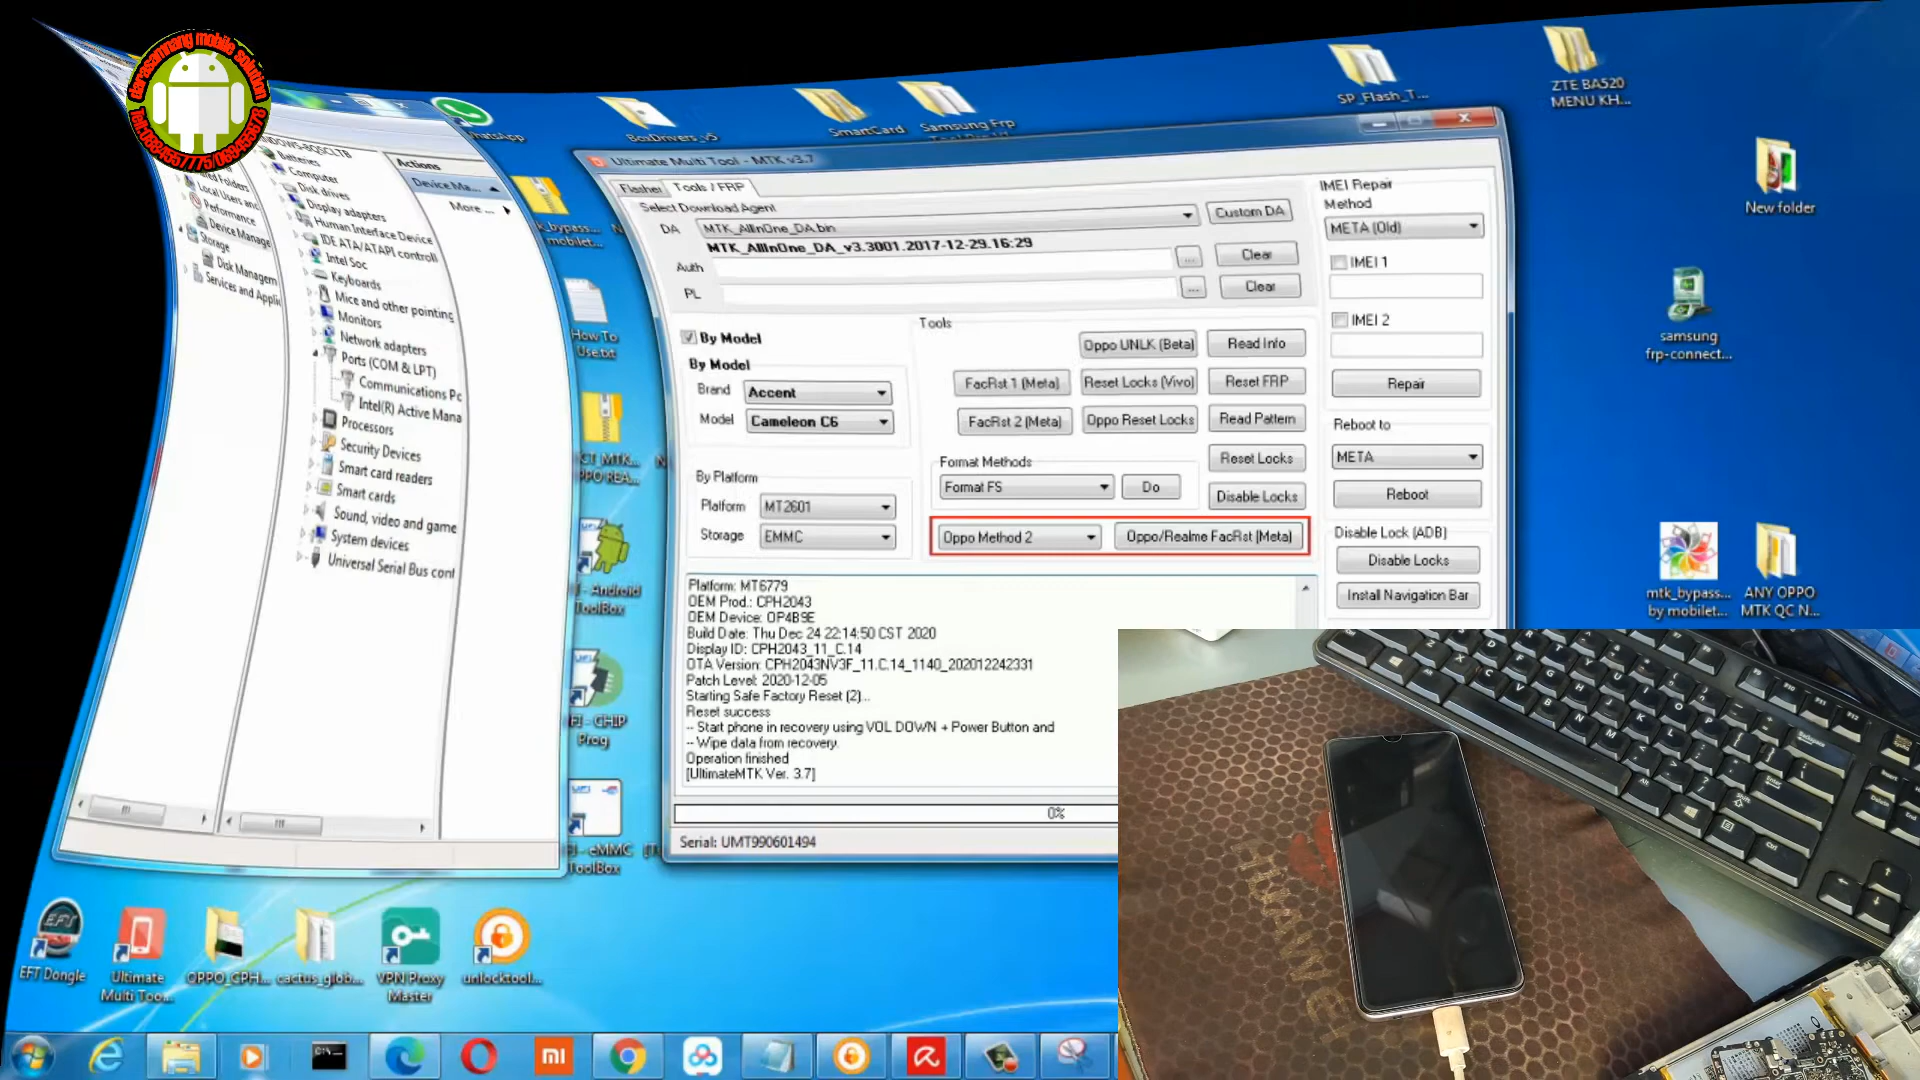 darasamnang mobile solution
WhatsApp
BoxDrivers_v5
SmartCard
Samsung Frp
SP_Flash_T...
ZTE BA520
MENU KH...
New folder
samsung
frp-connect...
mtk_bypass...
by mobilet...
ANY OPPO
MTK QC N...
Batteries
Computer
Disk drives
Display adapters
Human Interface Device
IDE ATA/ATAPI controlli
Intel Soc
Keyboards
Mice and other pointing
Monitors
Network adapters
Ports (COM & LPT)
Communications Po
Intel(R) Active Mana
Processors
Security Devices
Smart card readers
Smart cards
Sound, video and game
System devices
Universal Serial Bus cont
Local Users and
Performance
Device Manage
Storage
Disk Managem
Services and Applic
Actions
Device Ma...
More ...
How To
Use.txt
Android
ToolBox
CHIP
Prog
eMMC
ToolBox
Ultimate Multi Tool - MTK v3.7
Flasher
Tools / FRP
Select Download Agent
DA
MTK_AllInOne_DA.bin
Custom DA
MTK_AllInOne_DA_v3.3001.2017-12-29.16:29
Auth
...
Clear
PL
...
Clear
By Model
By Model
Brand
Accent
Model
Cameleon C6
By Platform
Platform
MT2601
Storage
EMMC
Tools
Oppo UNLK (Beta)
Read Info
FacRst 1 (Meta)
Reset Locks (Vivo)
Reset FRP
FacRst 2 (Meta)
Oppo Reset Locks
Read Pattern
Format Methods
Format FS
Do
Reset Locks
Disable Locks
Oppo Method 2
Oppo/Realme FacRst (Meta)
IMEI Repair
Method
META (Old)
IMEI 1
IMEI 2
Repair
Reboot to
META
Reboot
Disable Lock (ADB)
Disable Locks
Install Navigation Bar
Platform: MT6779
OEM Prod.: CPH2043
OEM Device: OP4B9E
Build Date: Thu Dec 24 22:14:50 CST 2020
Display ID: CPH2043_11_C.14
OTA Version: CPH2043NV3F_11.C.14_1140_202012242331
Patch Level: 2020-12-05
Starting Safe Factory Reset (2)...
Reset success
-- Start phone in recovery using VOL DOWN + Power Button and
-- Wipe data from recovery.
Operation finished
[UltimateMTK Ver. 3.7]
0%
Serial: UMT990601494
EFT Dongle
Ultimate
Multi Too...
OPPO_CPH...
cactus_glob...
VPN Proxy
Master
unlocktool...
HUAWEI